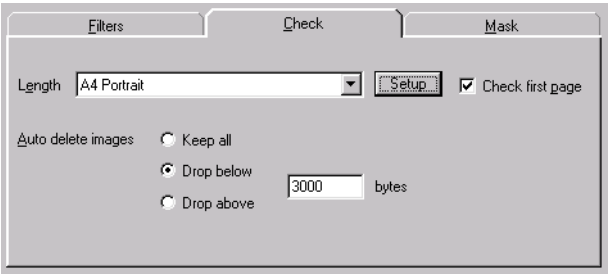 Filters Check Mask
Length A4 Portrait Setup Check first page
Auto delete images Keep all
Drop below
3000 bytes
Drop above